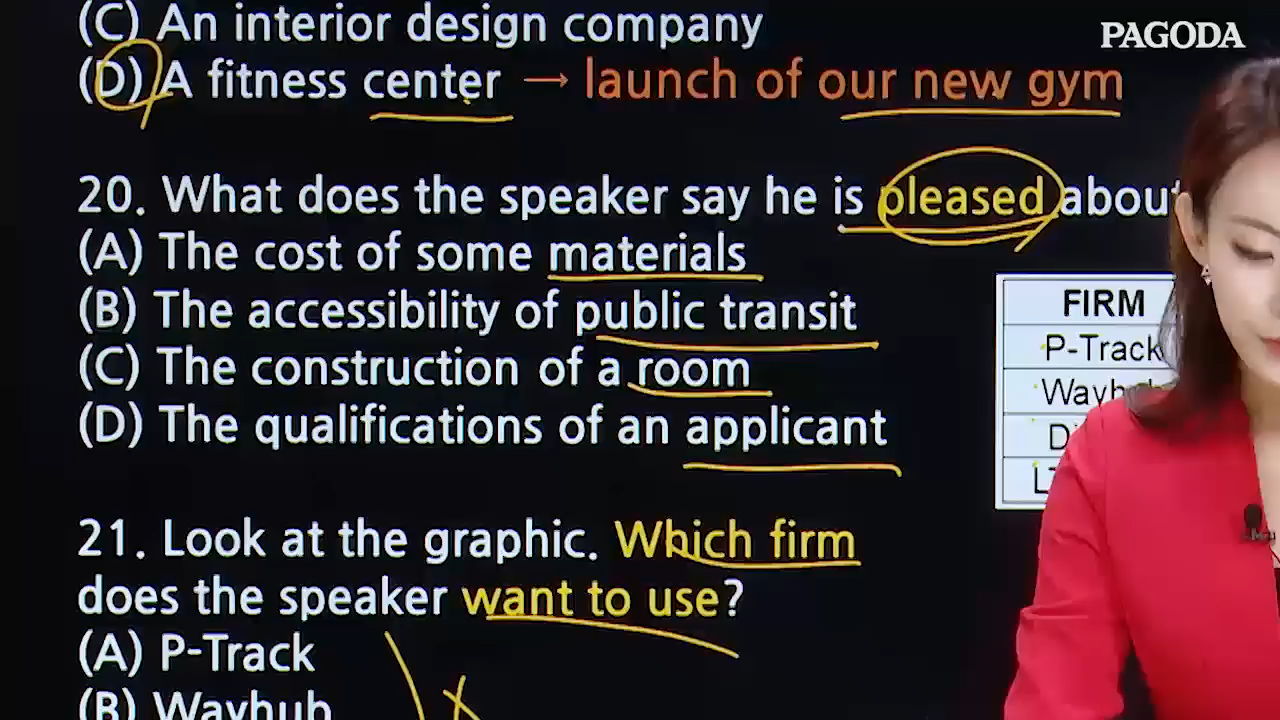 (C) An interior design company
PAGODA
(D) A fitness center → launch of our new gym
20. What does the speaker say he is pleased about
(A) The cost of some materials
(B) The accessibility of public transit
(C) The construction of a room
(D) The qualifications of an applicant
FIRM
P-Track
21. Look at the graphic. Which firm
does the speaker want to use?
(A) P-Track
(B) Wayhub